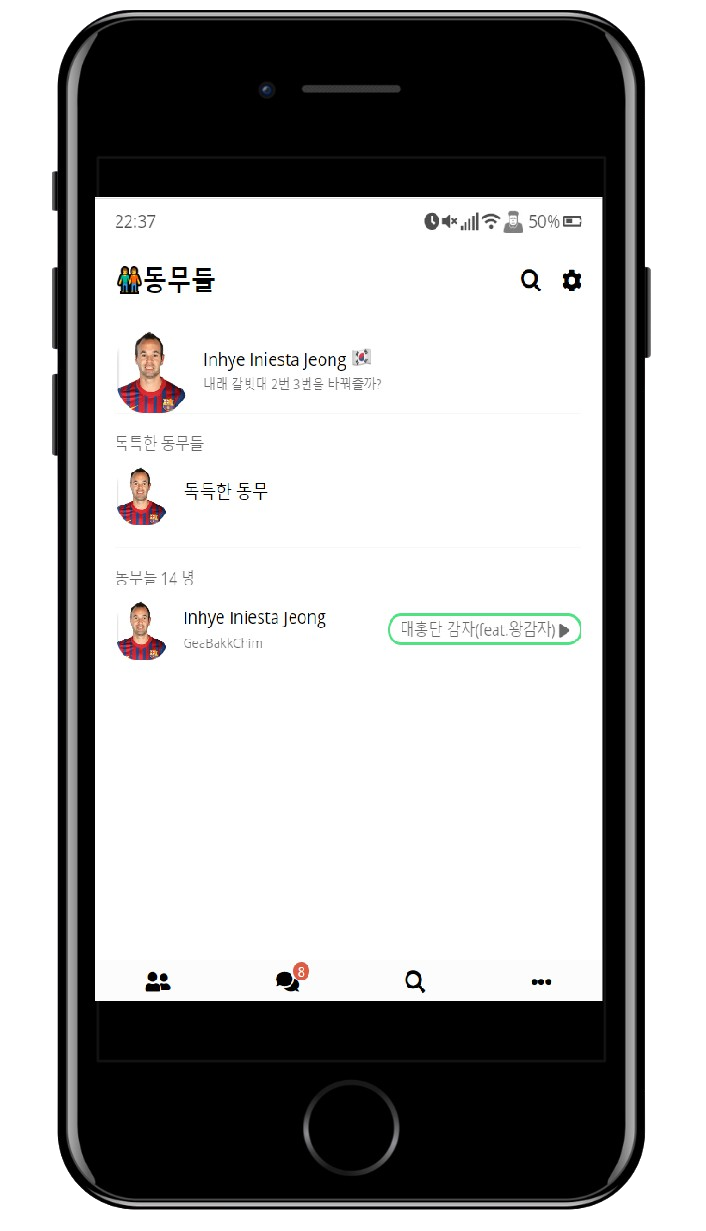 22:37
50%
동무들
Inhye Iniesta Jeong
내래 갈빗대 2번 3번을 바꿔줄까?
독특한 동무들
독특한 동무
동무들 14 명
Inhye Iniesta Jeong
GeaBakkChim
대홍단 감자(feat.왕감자)
8